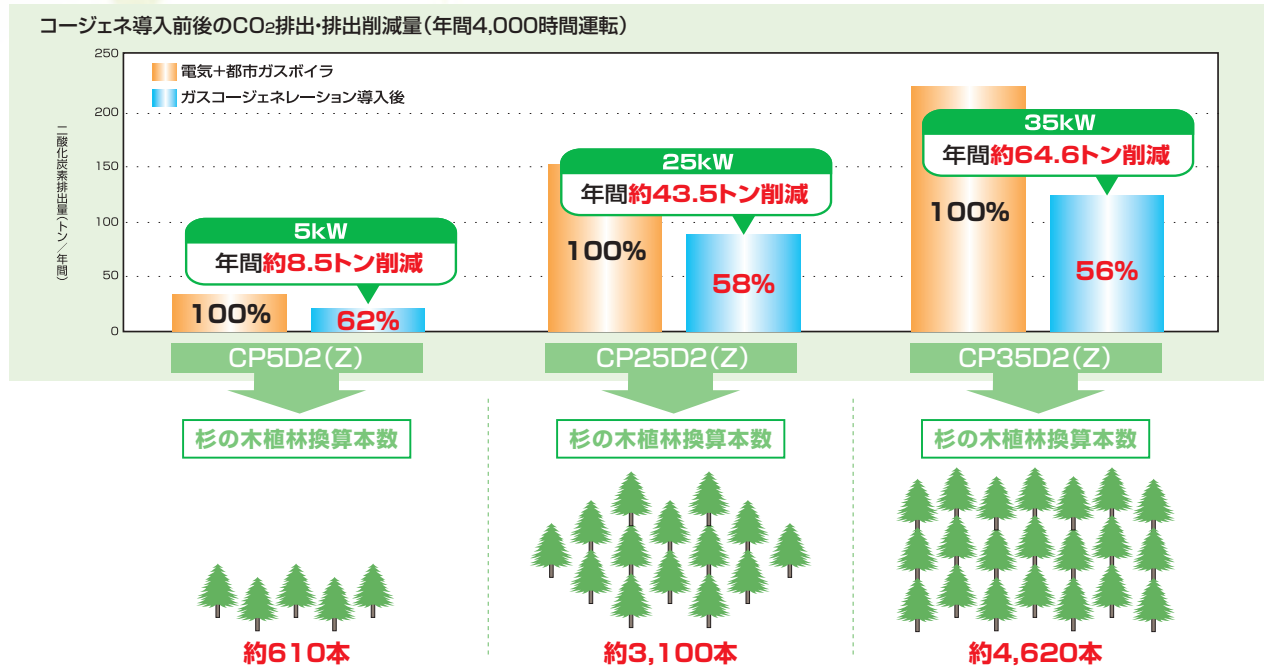 コージェネ導入前後のCO₂排出・排出削減量(年間4,000時間運転)
二酸化炭素排出量(トン/年間)
250
200
150
100
50
0
電気+都市ガスボイラ
ガスコージェネレーション導入後
5kW
年間約8.5トン削減
100%
62%
25kW
年間約43.5トン削減
100%
58%
35kW
年間約64.6トン削減
100%
56%
CP5D2(Z)
CP25D2(Z)
CP35D2(Z)
杉の木植林換算本数
杉の木植林換算本数
杉の木植林換算本数
約610本
約3,100本
約4,620本